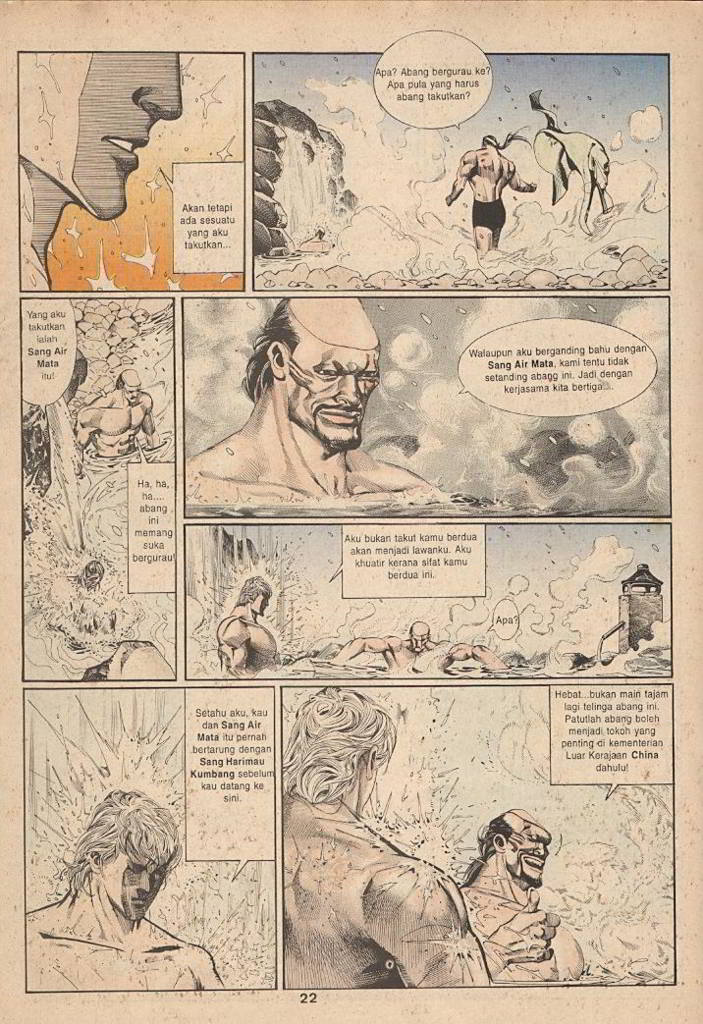 Akan tetapi
ada sesuatu
yang aku
takutkan...
Apa? Abang bergurau ke?
Apa pula yang harus
abang takutkan?
Yang aku
takutkan
ialah
Sang Air
Mata
itu!
Ha, ha,
ha....
abang
ini
memang
suka
bergurau!
Walaupun aku berganding bahu dengan
Sang Air Mata, kami tentu tidak
setanding abang ini. Jadi dengan
kerjasama kita bertiga...
Aku bukan takut kamu berdua
akan menjadi lawanku. Aku
khuatir kerana sifat kamu
berdua ini.
Apa?
Setahu aku, kau
dan Sang Air
Mata itu pernah
bertarung dengan
Sang Harimau
Kumbang sebelum
kau datang ke
sini.
Hebat...bukan main tajam
lagi telinga abang ini.
Patutlah abang boleh
menjadi tokoh yang
penting di kementerian
Luar Kerajaan China
dahulu!
22